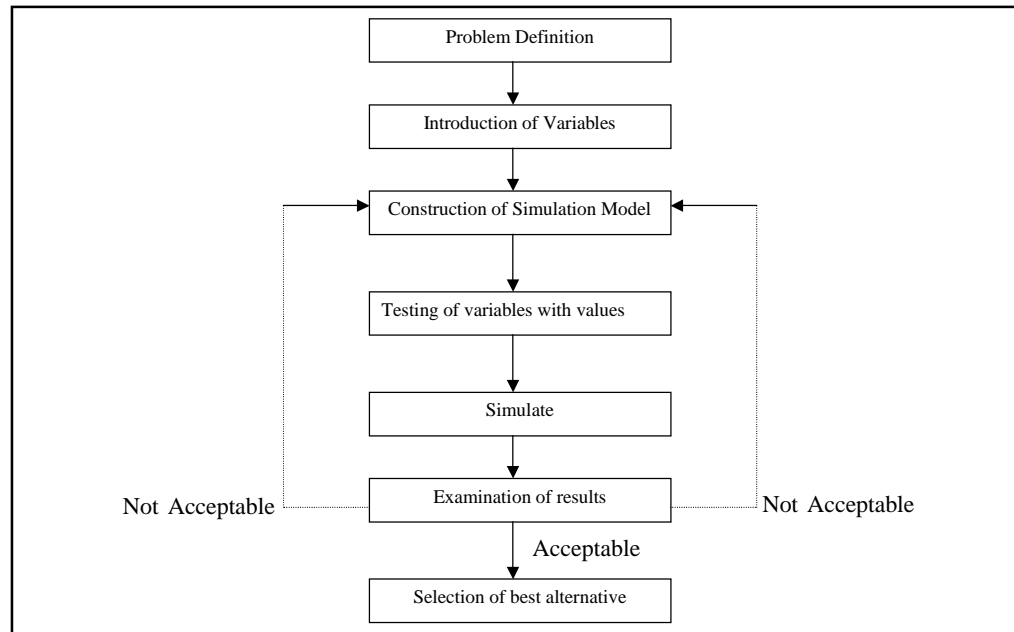 Problem Definition
Introduction of Variables
Construction of Simulation Model
Testing of variables with values
Simulate
Examination of results
Not Acceptable
Not Acceptable
Acceptable
Selection of best alternative